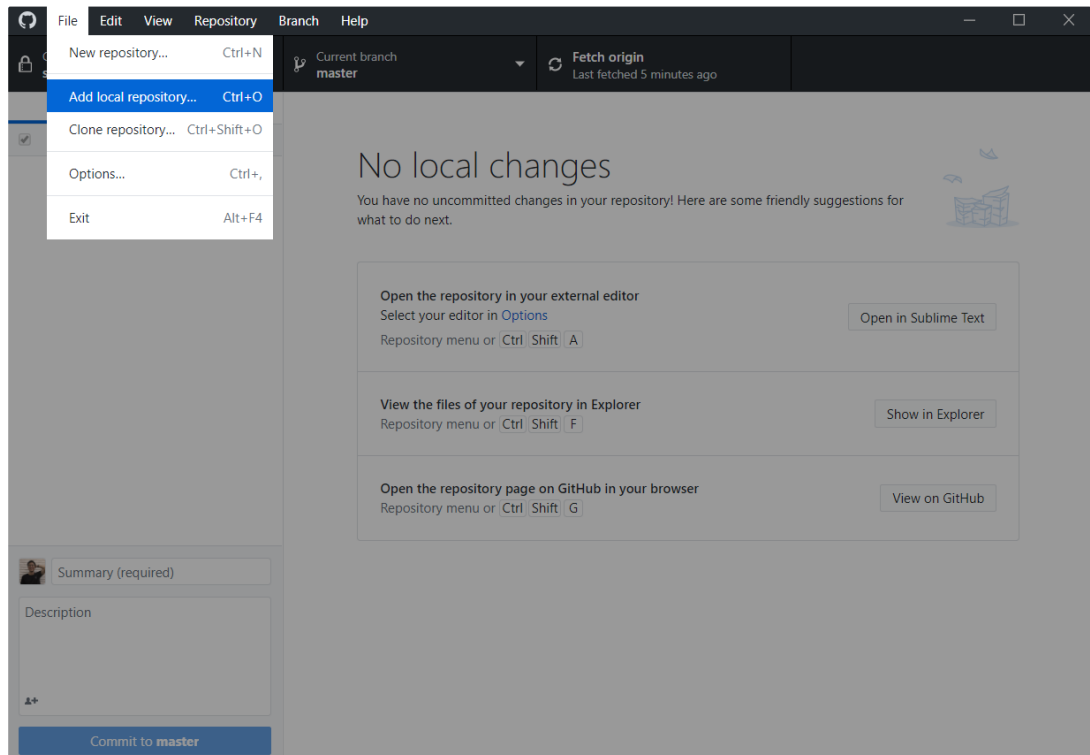 File Edit View Repository Branch Help
New repository... Ctrl+N
Add local repository... Ctrl+O
Clone repository... Ctrl+Shift+O
Options... Ctrl+,
Exit Alt+F4
Current branch
master
Fetch origin
Last fetched 5 minutes ago
No local changes
You have no uncommitted changes in your repository! Here are some friendly suggestions for
what to do next.
Open the repository in your external editor
Select your editor in Options
Repository menu or Ctrl Shift A
Open in Sublime Text
View the files of your repository in Explorer
Repository menu or Ctrl Shift F
Show in Explorer
Open the repository page on GitHub in your browser
Repository menu or Ctrl Shift G
View on GitHub
Summary (required)
Description
Commit to master